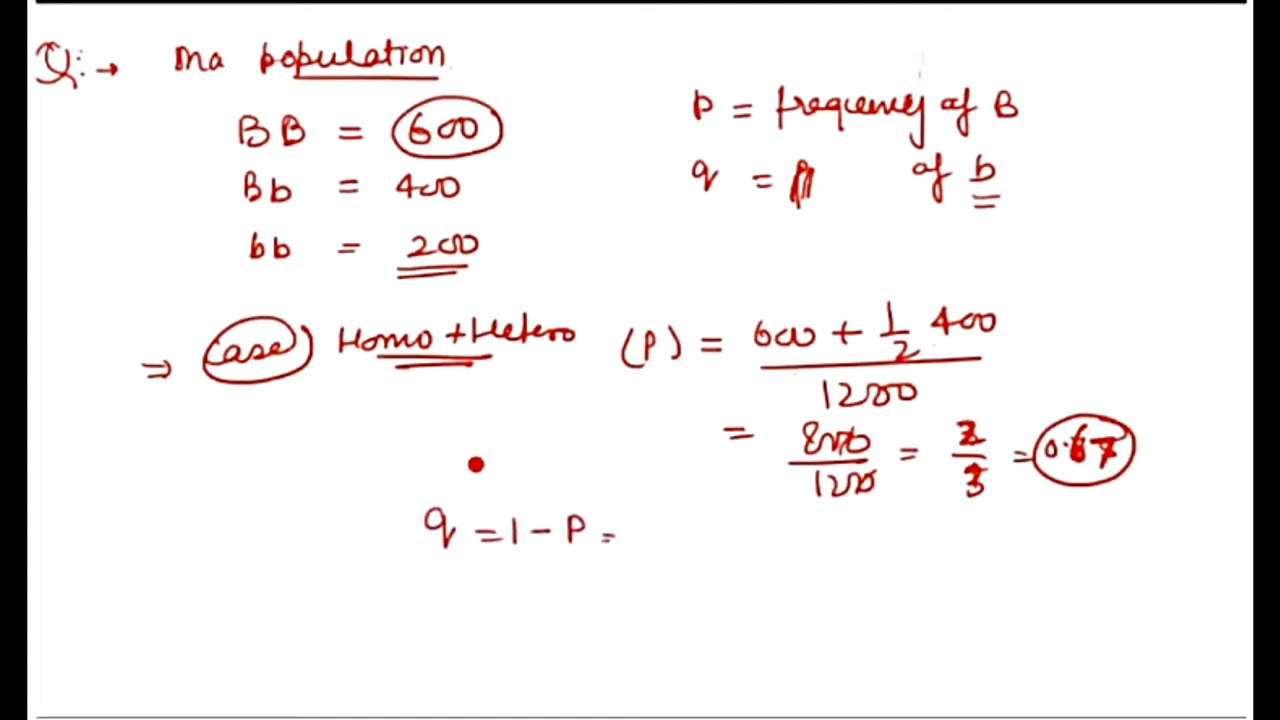 Q:→ In a population
BB = 600
Bb = 400
bb = 200
p = frequency of B
q = of b
⇒ Case) Homo + Hetero
(P) = 600 + 1/2 400 / 1200
= 800/1200 = 2/3 = 0.67
q = 1 - P =